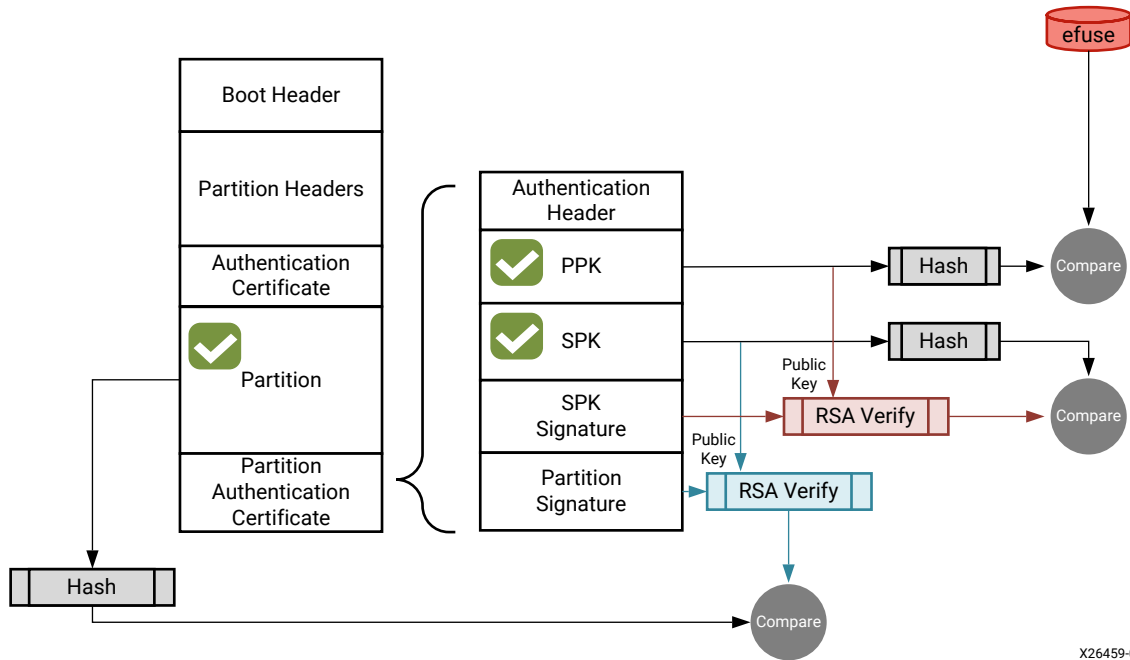 efuse
Boot Header
Partition Headers
Authentication
Certificate
Partition
Partition
Authentication
Certificate
Authentication
Header
PPK
SPK
SPK
Signature
Partition
Signature
Hash
Compare
Hash
Public
Key
RSA Verify
Compare
Public
Key
RSA Verify
Hash
Compare